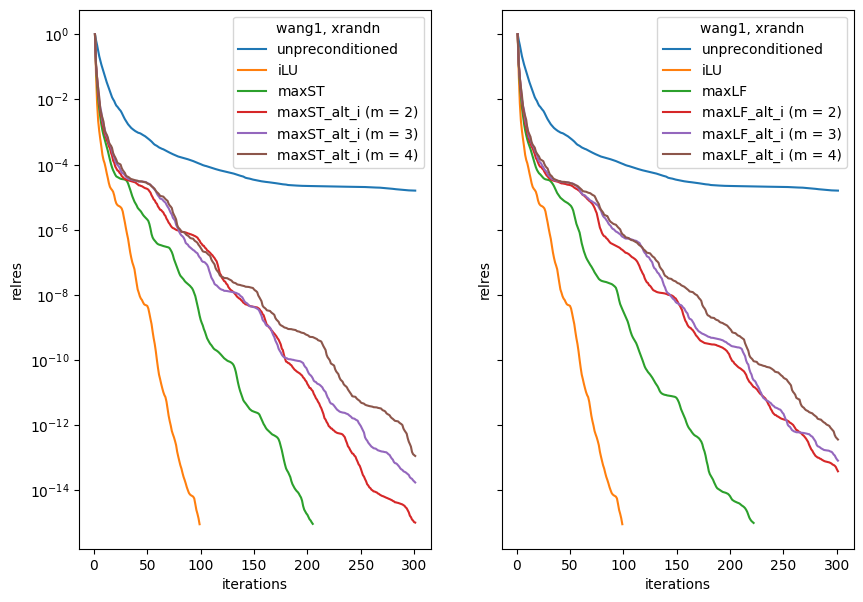 wang1, xrandn
unpreconditioned
iLU
maxST
maxST_alt_i (m = 2)
maxST_alt_i (m = 3)
maxST_alt_i (m = 4)
10^0
10^-2
10^-4
10^-6
10^-8
10^-10
10^-12
10^-14
relres
0 50 100 150 200 250 300
iterations
wang1, xrandn
unpreconditioned
iLU
maxLF
maxLF_alt_i (m = 2)
maxLF_alt_i (m = 3)
maxLF_alt_i (m = 4)
relres
0 50 100 150 200 250 300
iterations